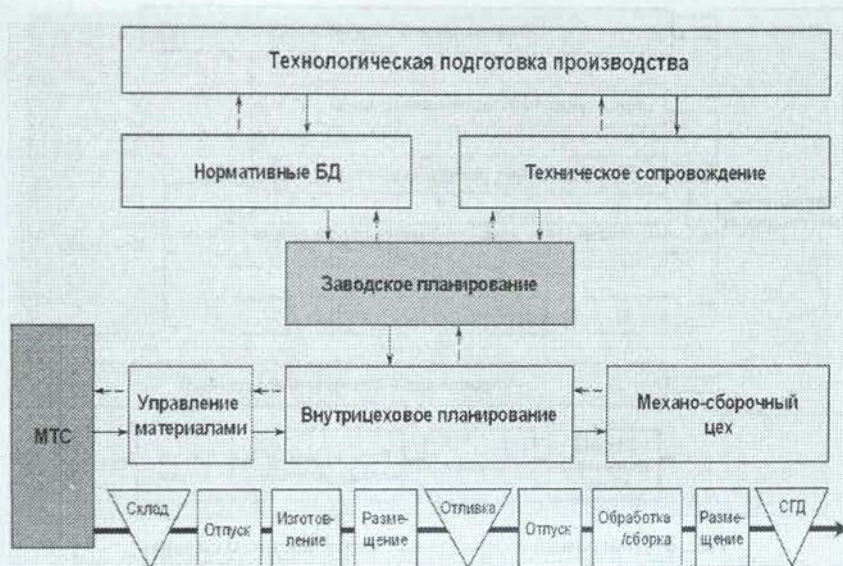 Технологическая подготовка производства
Нормативные БД
Техническое сопровождение
Заводское планирование
МТС
Управление
материалами
Внутрицеховое планирование
Механо-сборочный
цех
Склад
Отпуск
Изготов-
ление
Разме-
щение
Отливка
Отпуск
Обработка
/сборка
Разме-
щение
СГД